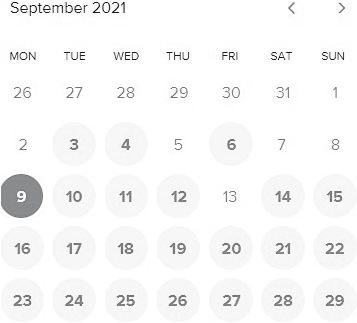 September 2021
MON TUE WED THU FRI SAT SUN
26 27 28 29 30 31 1
2 3 4 5 6 7 8
9 10 11 12 13 14 15
16 17 18 19 20 21 22
23 24 25 26 27 28 29